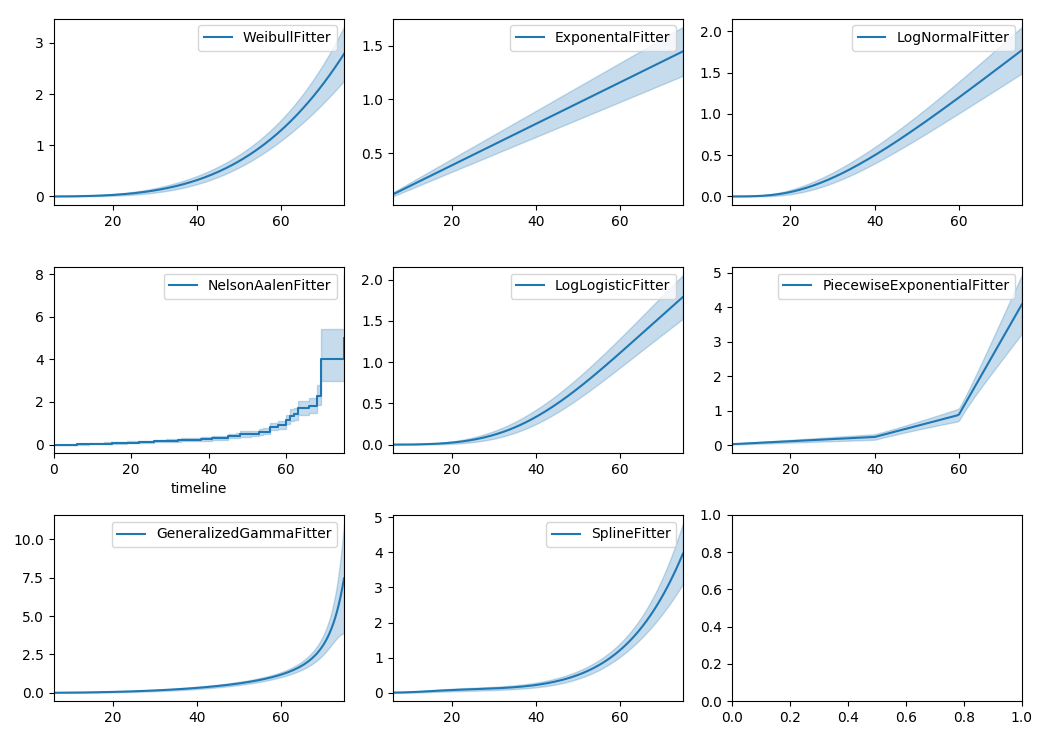 WeibullFitter
3
2
1
0
20 40 60
ExponentalFitter
1.5
1.0
0.5
20 40 60
LogNormalFitter
2.0
1.5
1.0
0.5
0.0
20 40 60
NelsonAalenFitter
8
6
4
2
0
0 20 40 60
timeline
LogLogisticFitter
2.0
1.5
1.0
0.5
0.0
20 40 60
PiecewiseExponentialFitter
5
4
3
2
1
0
20 40 60
GeneralizedGammaFitter
10.0
7.5
5.0
2.5
0.0
20 40 60
SplineFitter
5
4
3
2
1
0
20 40 60
1.0
0.8
0.6
0.4
0.2
0.0
0.0 0.2 0.4 0.6 0.8 1.0